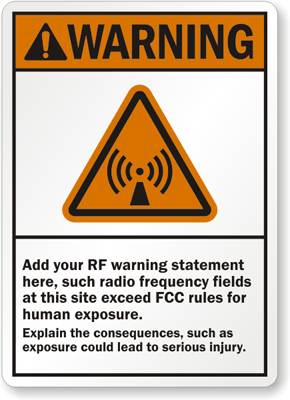 WARNING
Add your RF warning statement
here, such radio frequency fields
at this site exceed FCC rules for
human exposure.
Explain the consequences, such as
exposure could lead to serious injury.